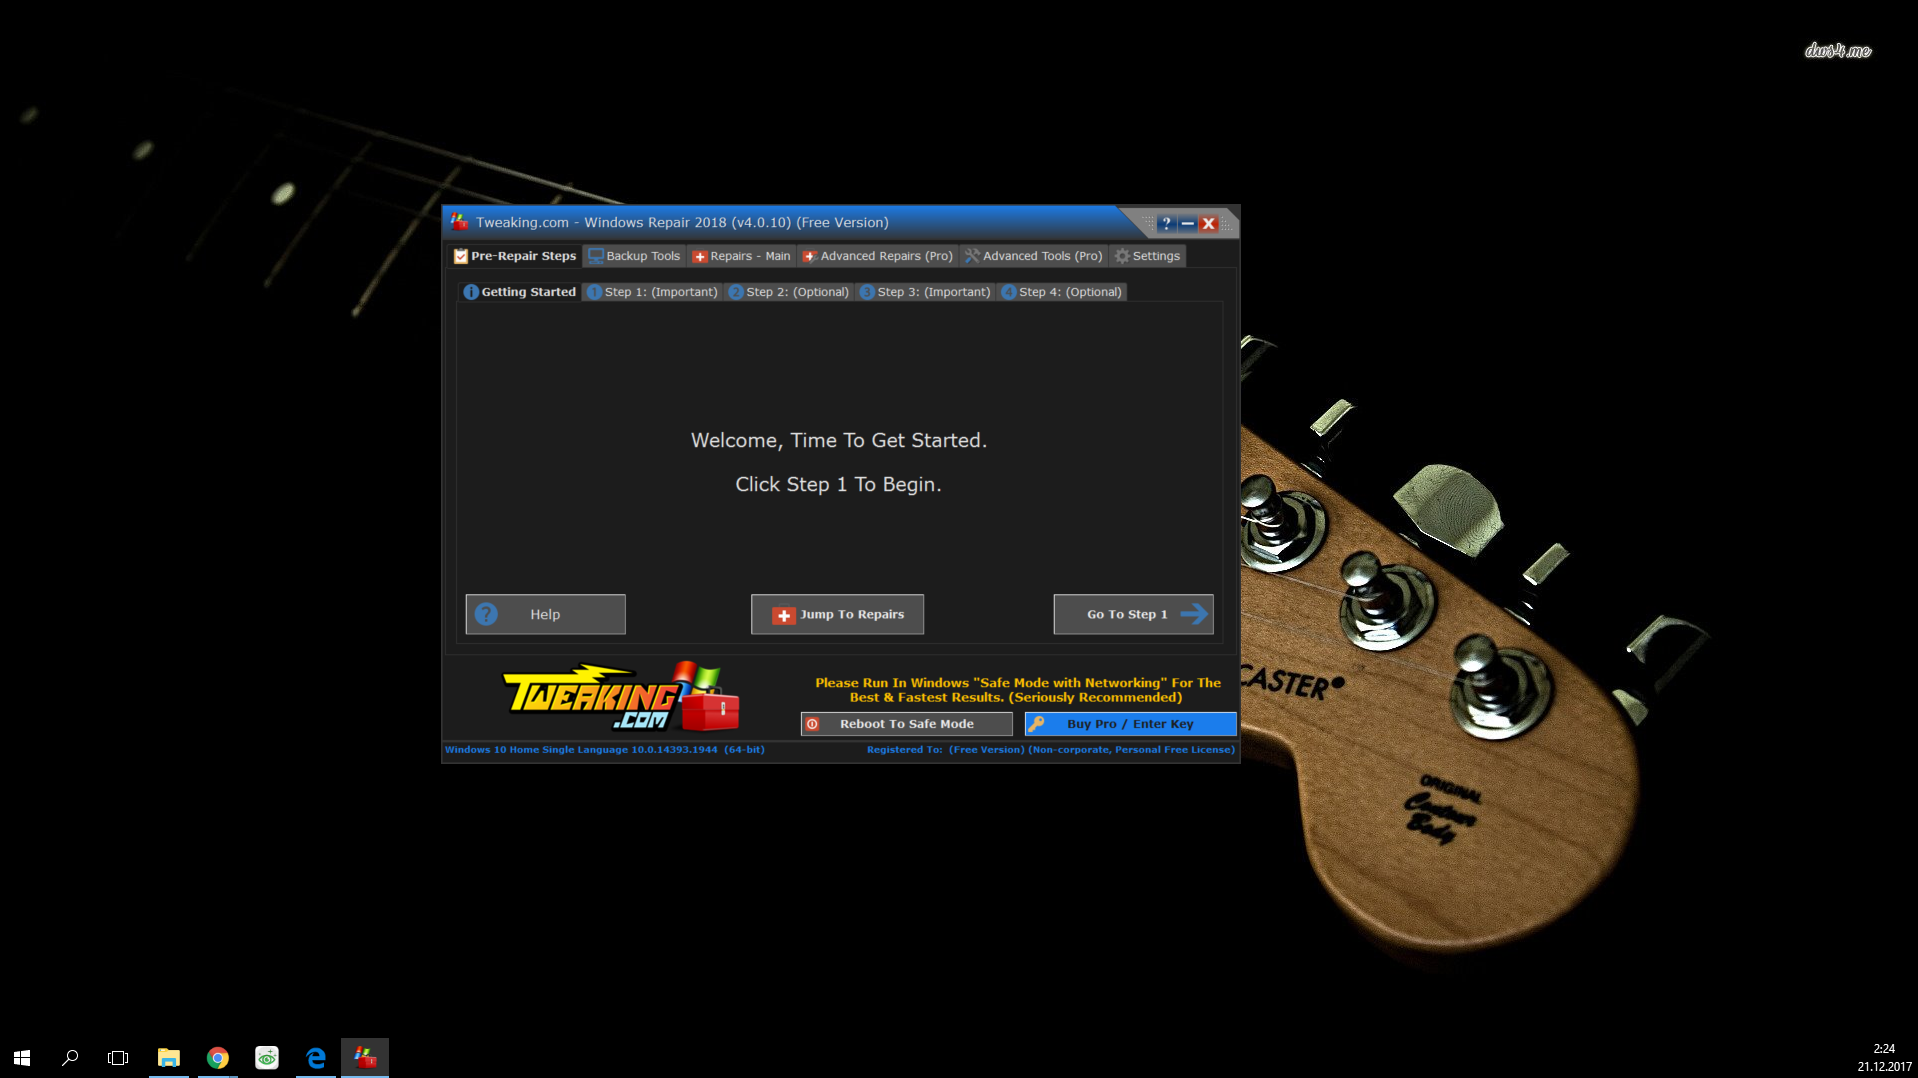 dws4.me
Tweaking.com - Windows Repair 2018 (v4.0.10) (Free Version)
?
Pre-Repair Steps Backup Tools Repairs - Main Advanced Repairs (Pro) Advanced Tools (Pro) Settings
Getting Started 1 Step 1: (Important) 2 Step 2: (Optional) 3 Step 3: (Important) 4 Step 4: (Optional)
Welcome, Time To Get Started.
Click Step 1 To Begin.
? Help Jump To Repairs Go To Step 1
TWEAKING
.COM
Please Run In Windows "Safe Mode with Networking" For The
Best & Fastest Results. (Seriously Recommended)
Reboot To Safe Mode Buy Pro / Enter Key
Windows 10 Home Single Language 10.0.14393.1944 (64-bit) Registered To: (Free Version) (Non-corporate, Personal Free License)
CASTER
ORIGINAL
Contour
Body
2:24
21.12.2017